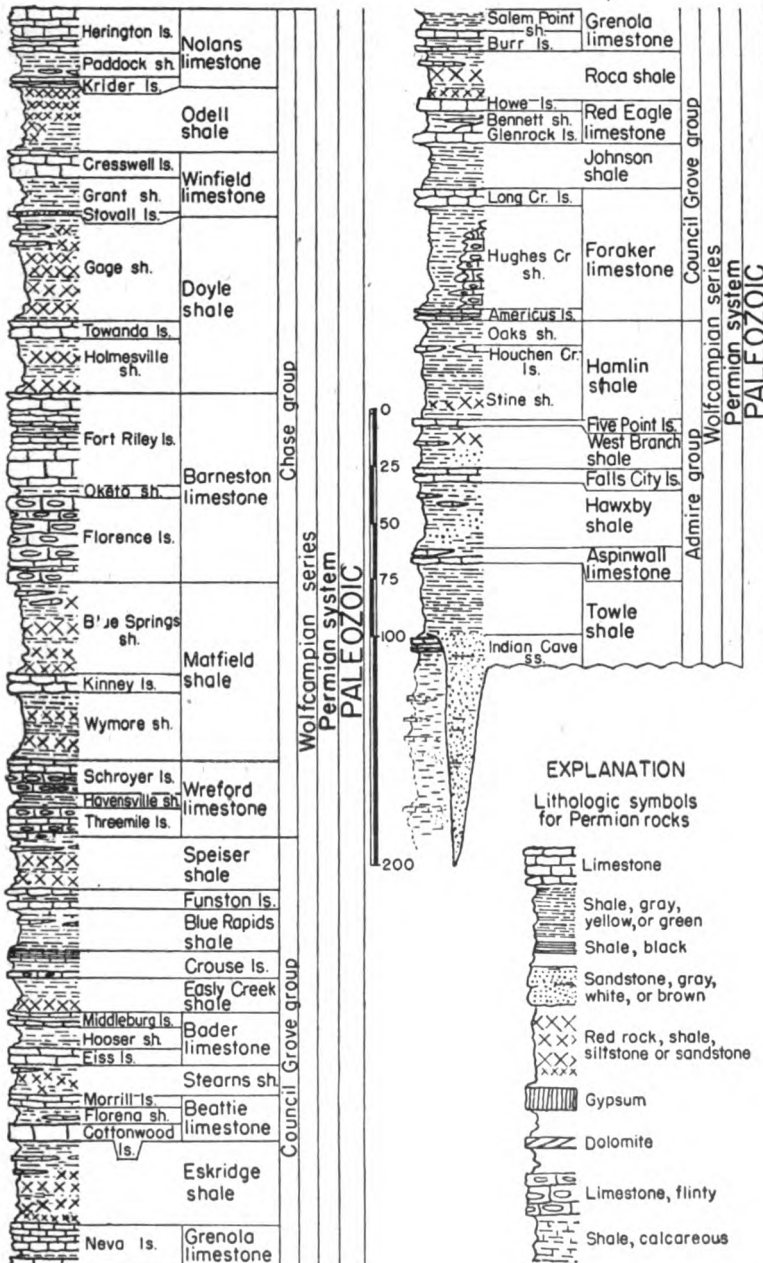 Herington ls.
Nolans
limestone
Paddock sh.
Krider ls.
Odell
shale
Cresswell ls.
Winfield
limestone
Grant sh.
Stovall ls.
Gage sh.
Doyle
shale
Towanda ls.
Holmesville
sh.
Fort Riley ls.
Barneston
limestone
Oketo sh.
Florence ls.
Blue Springs
sh.
Matfield
shale
Kinney ls.
Wymore sh.
Schroyer ls.
Wreford
limestone
Havensville sh.
Threemile ls.
Speiser
shale
Funston ls.
Blue Rapids
shale
Crouse ls.
Easly Creek
shale
Middleburg ls.
Bader
limestone
Hooser sh.
Eiss ls.
Stearns sh.
Morrill ls.
Beattie
limestone
Florena sh.
Cottonwood
ls.
Eskridge
shale
Neva ls.
Grenola
limestone
Chase group
Council Grove group
Wolfcampian series
Permian system
PALEOZOIC
Salem Point
sh.
Grenola
limestone
Burr ls.
Roca shale
Howe ls.
Red Eagle
limestone
Bennett sh.
Glenrock ls.
Johnson
shale
Long Cr. ls.
Foraker
limestone
Hughes Cr
sh.
Americus ls.
Oaks sh.
Hamlin
shale
Houchen Cr.
ls.
Stine sh.
Five Point ls.
West Branch
shale
Falls City ls.
Hawxby
shale
Aspinwall
limestone
Towle
shale
Indian Cave
ss.
Council Grove group
Admire group
Wolfcampian series
Permian system
PALEOZOIC
0
25
50
75
100
200
EXPLANATION
Lithologic symbols
for Permian rocks
Limestone
Shale, gray,
yellow, or green
Shale, black
Sandstone, gray,
white, or brown
Red rock, shale,
siltstone or sandstone
Gypsum
Dolomite
Limestone, flinty
Shale, calcareous